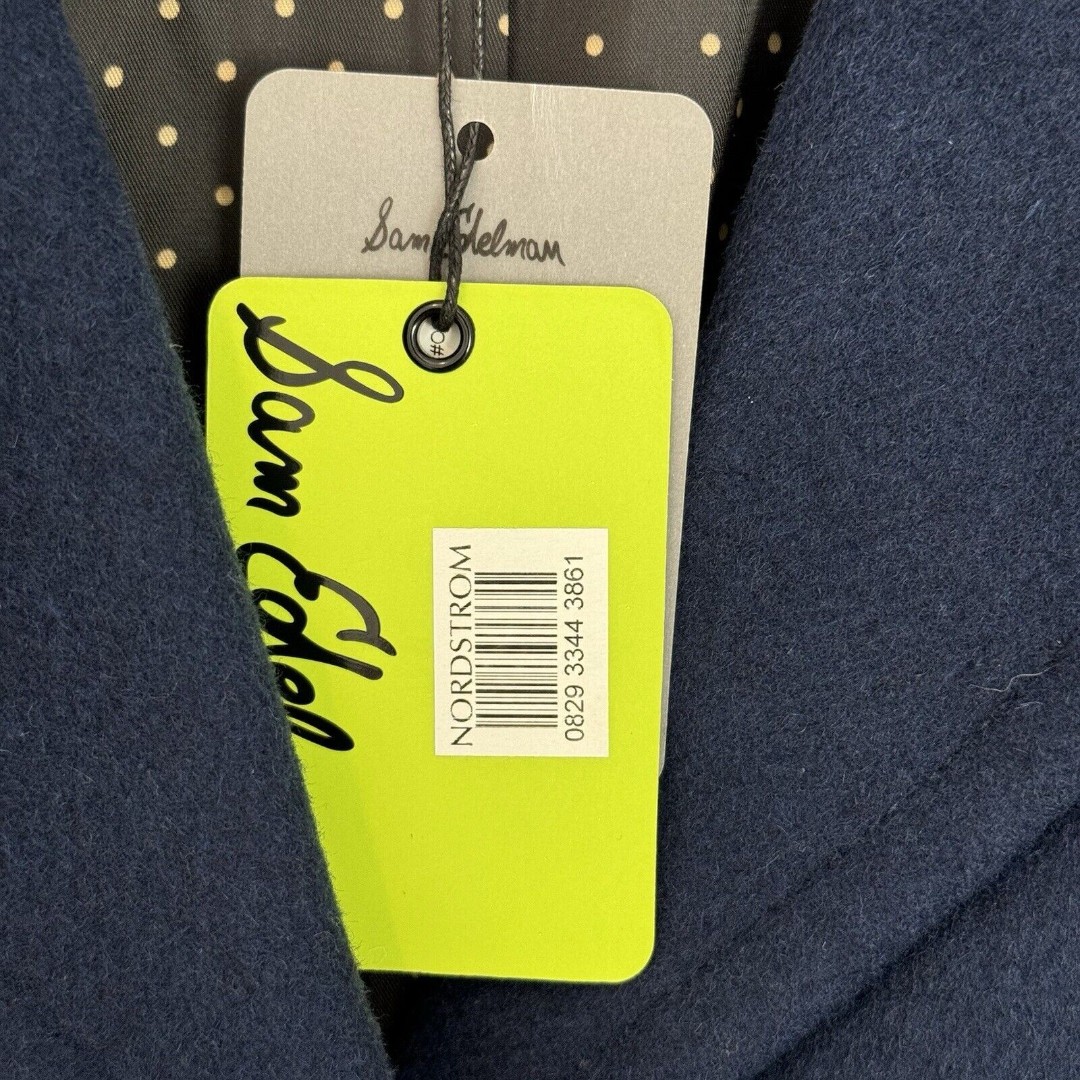 Sam Edelman
Sam Edel
NORDSTROM
0829 3344 3861